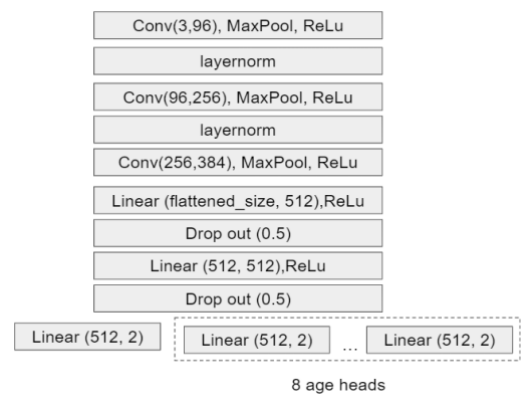 Conv(3,96), MaxPool, ReLu
layernorm
Conv(96,256), MaxPool, ReLu
layernorm
Conv(256,384), MaxPool, ReLu
Linear (flattened_size, 512),ReLu
Drop out (0.5)
Linear (512, 512),ReLu
Drop out (0.5)
Linear (512, 2) Linear (512, 2) ... Linear (512, 2)
8 age heads